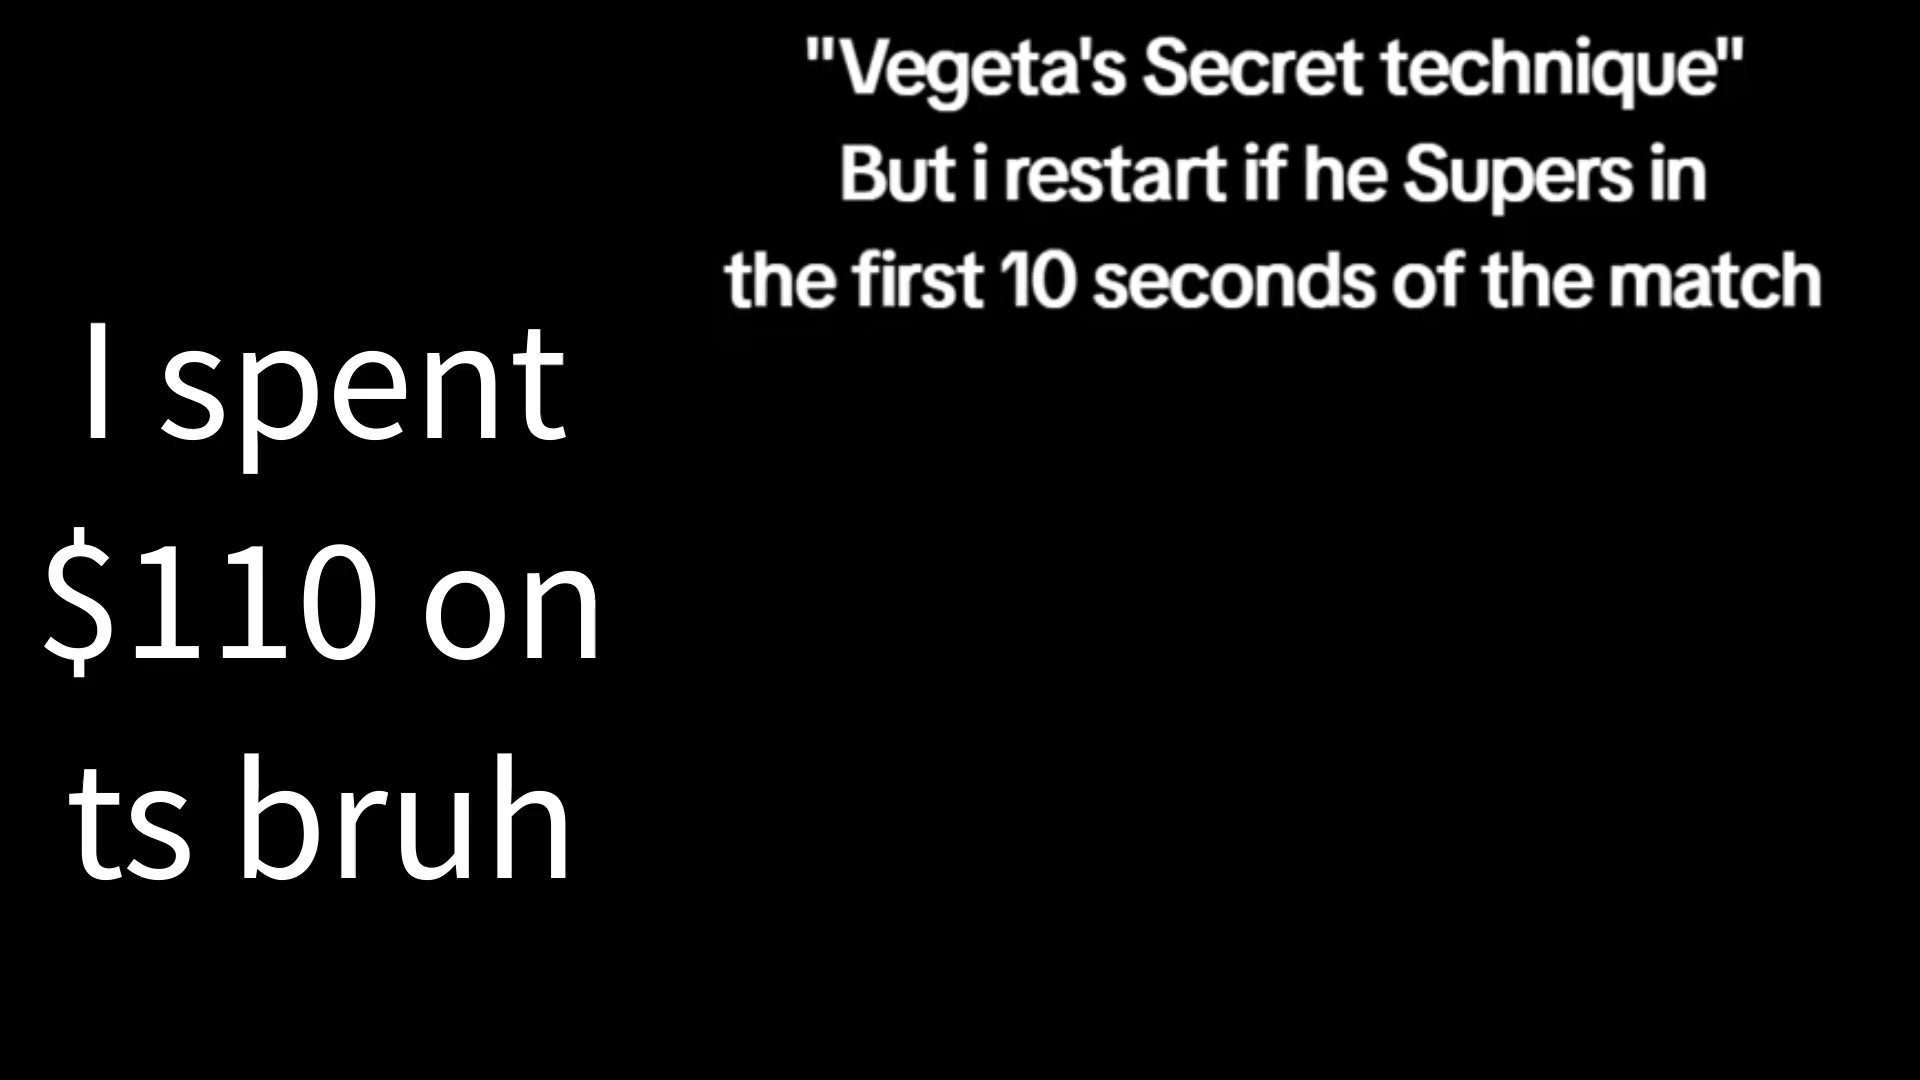 "Vegeta's Secret technique"
But i restart if he Supers in
the first 10 seconds of the match
I spent
$110 on
ts bruh